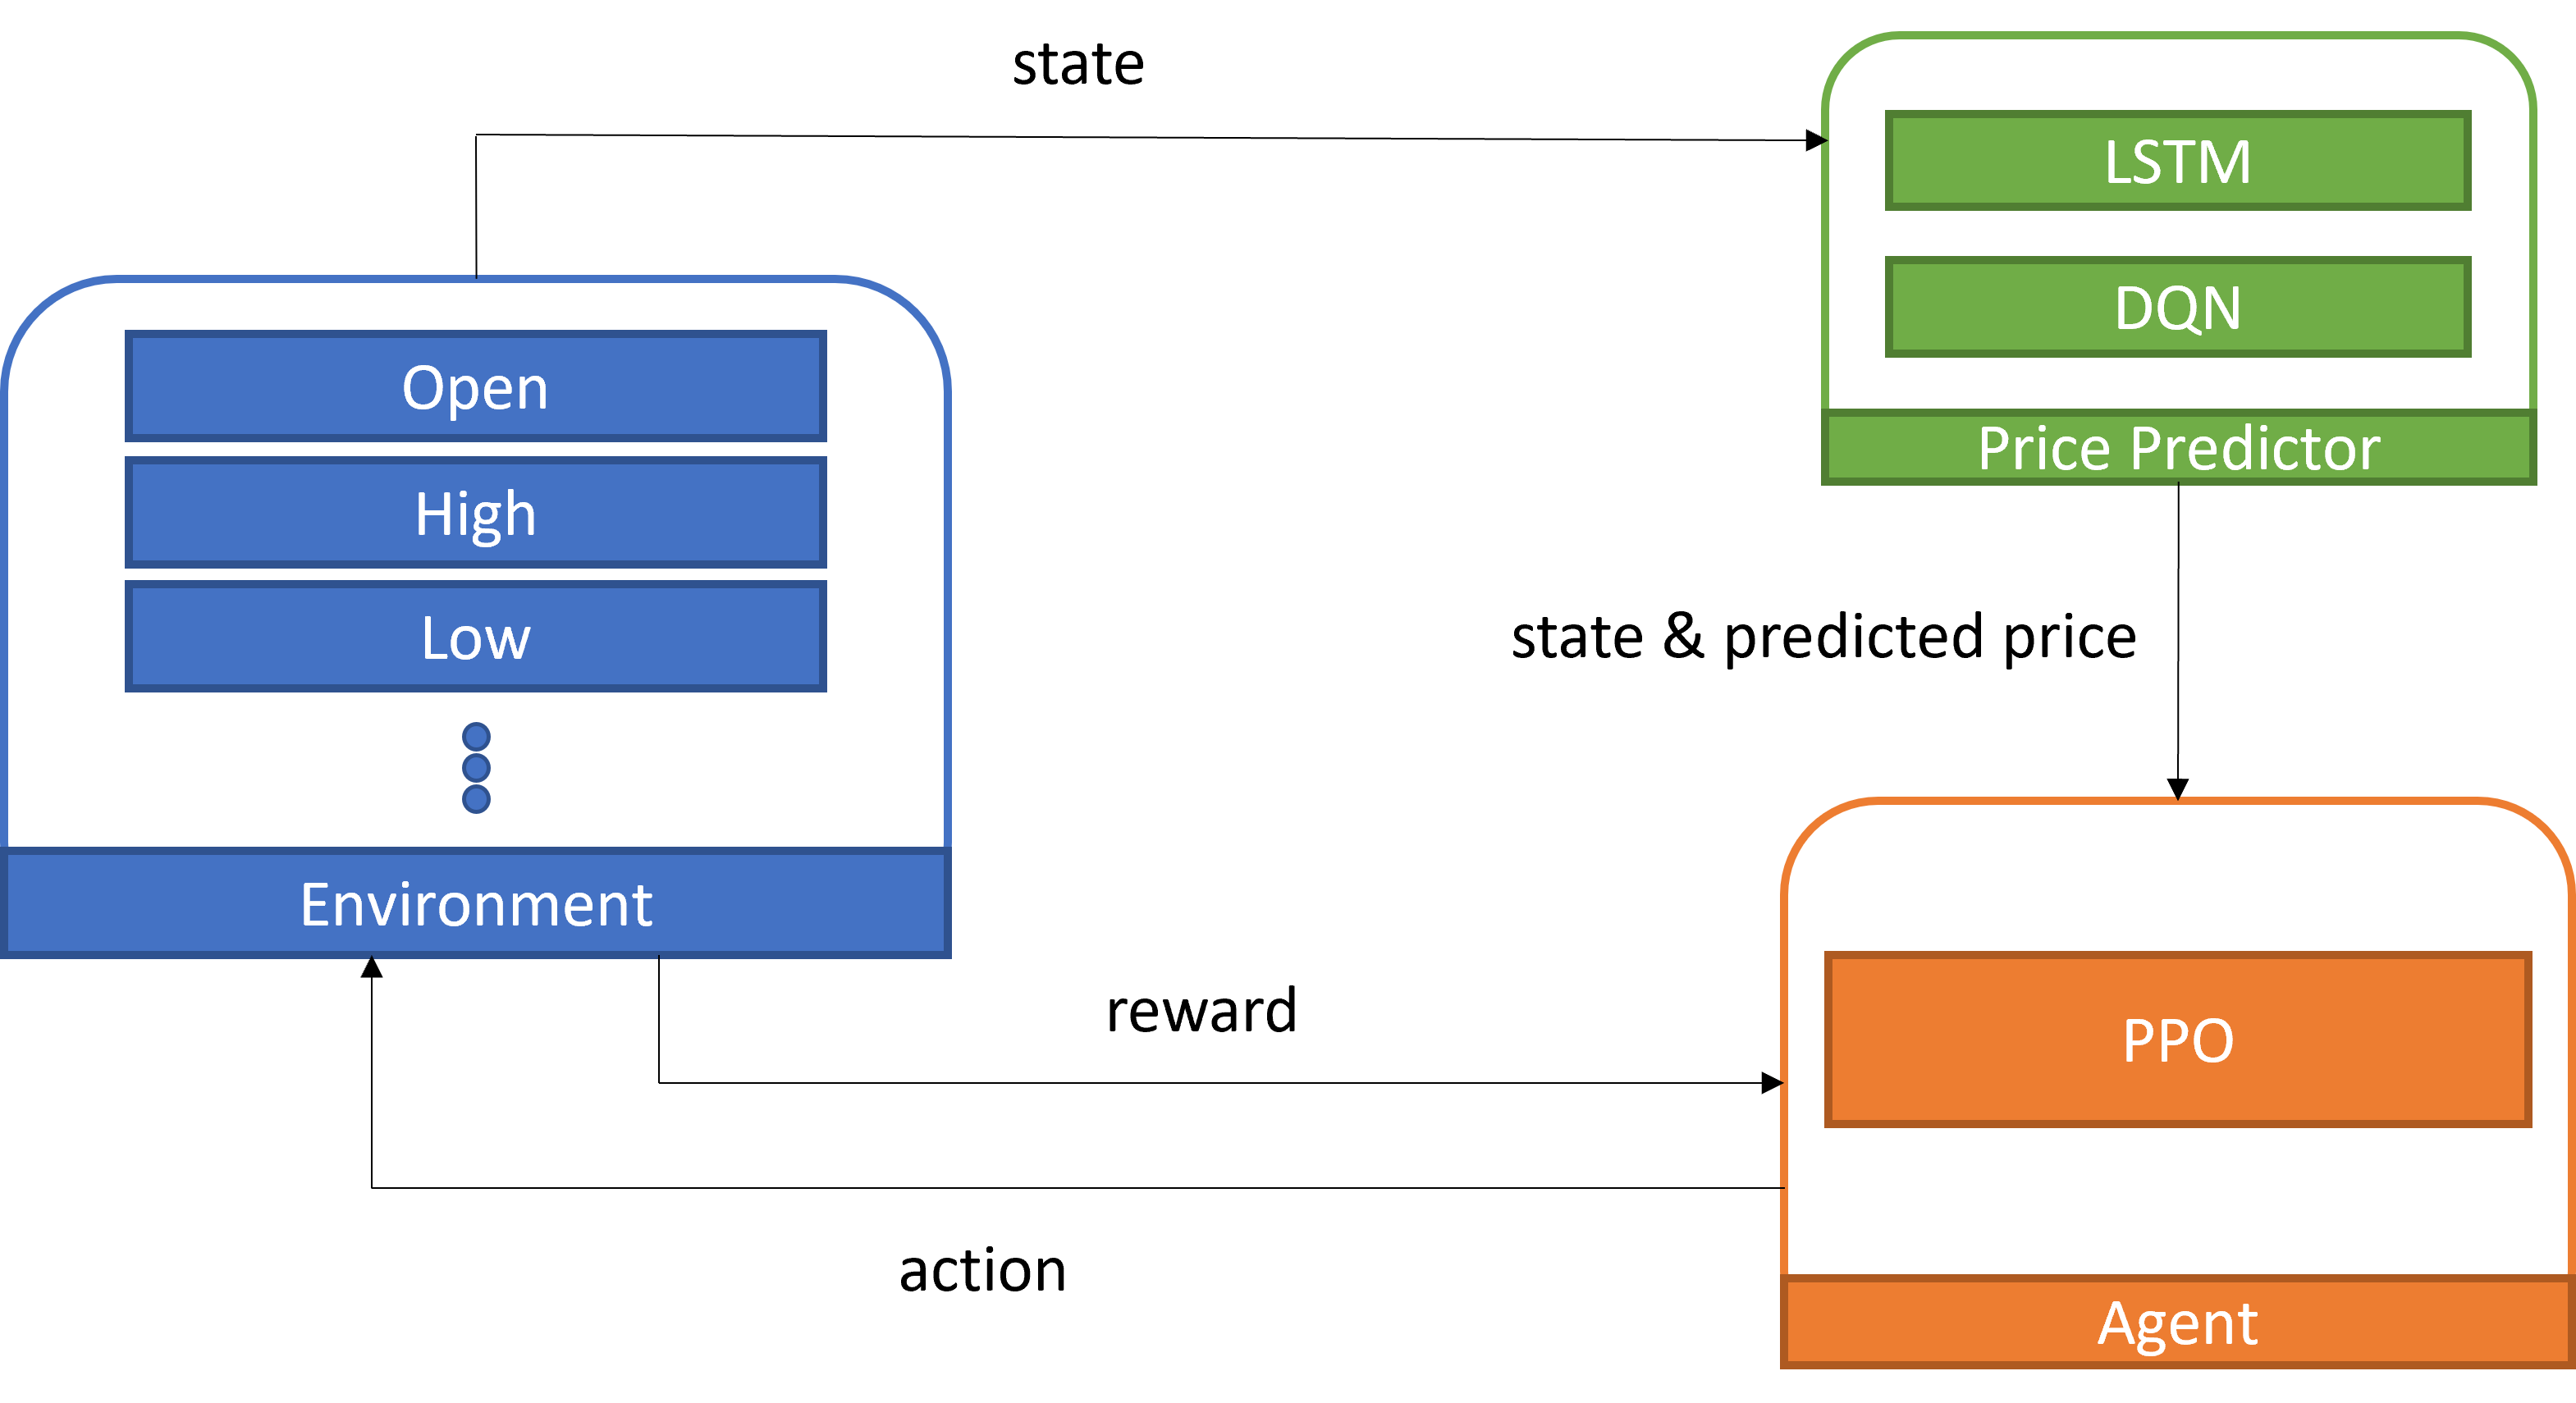 state
LSTM
DQN
Price Predictor
Open
High
Low
Environment
state & predicted price
reward
action
PPO
Agent